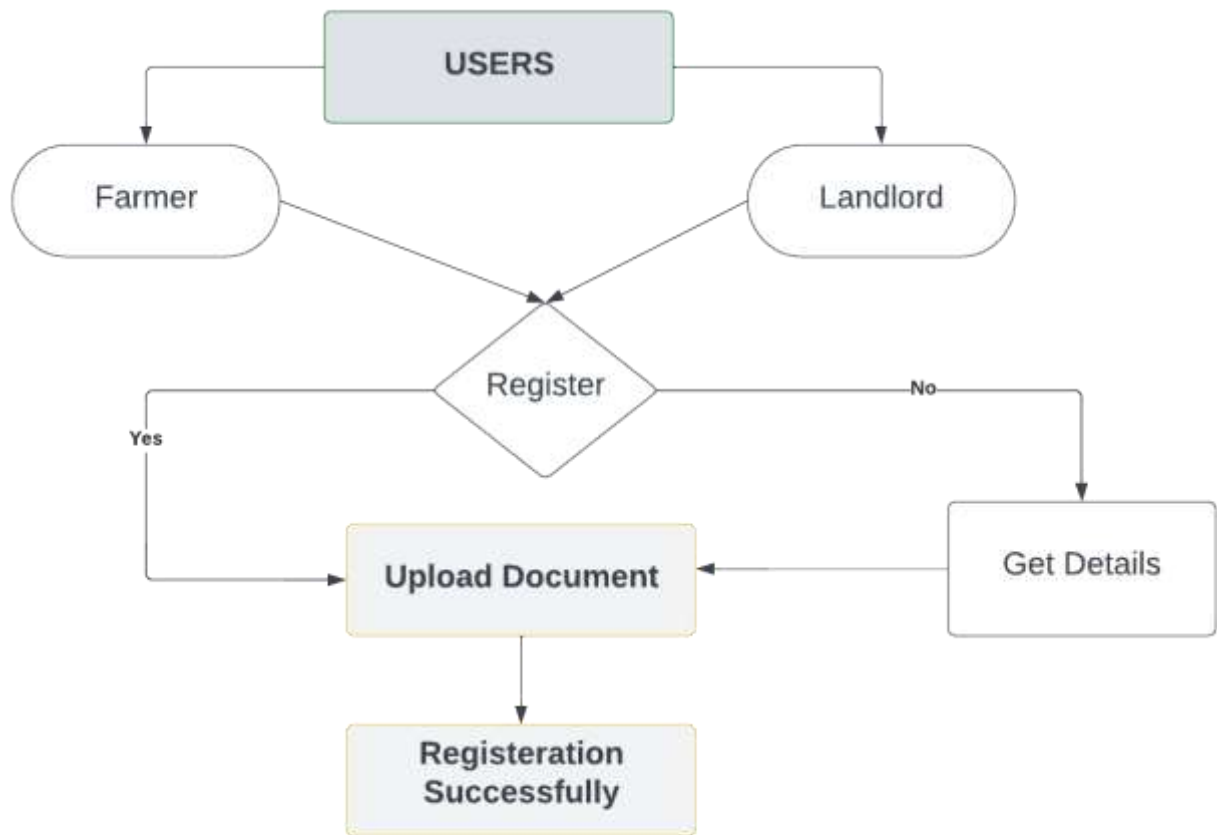 USERS
Farmer
Landlord
Register
No
Yes
Upload Document
Get Details
Registeration
Successfully